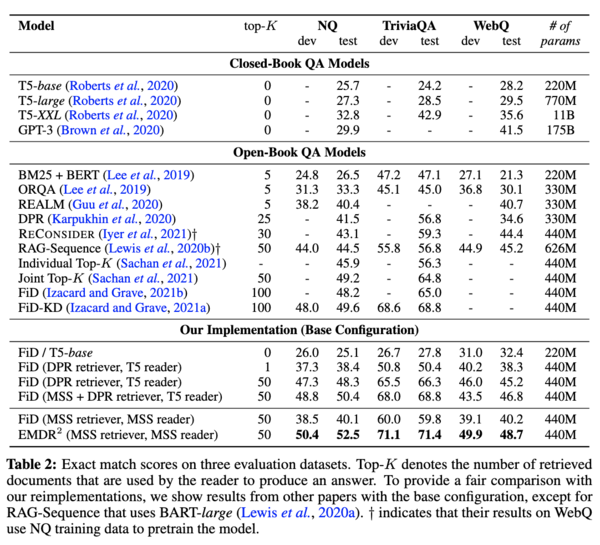 Model top-K NQ TriviaQA WebQ # of
dev test dev test dev test params
Closed-Book QA Models
T5-base (Roberts et al., 2020) 0 - 25.7 - 24.2 - 28.2 220M
T5-large (Roberts et al., 2020) 0 - 27.3 - 28.5 - 29.5 770M
T5-XXL (Roberts et al., 2020) 0 - 32.8 - 42.9 - 35.6 11B
GPT-3 (Brown et al., 2020) 0 - 29.9 - - - 41.5 175B
Open-Book QA Models
BM25 + BERT (Lee et al., 2019) 5 24.8 26.5 47.2 47.1 27.1 21.3 220M
ORQA (Lee et al., 2019) 5 31.3 33.3 45.1 45.0 36.8 30.1 330M
REALM (Guu et al., 2020) 5 38.2 40.4 - - - 40.7 330M
DPR (Karpukhin et al., 2020) 25 - 41.5 - 56.8 - 34.6 330M
RECONSIDER (Iyer et al., 2021)† 30 - 43.1 - 59.3 - 44.4 440M
RAG-Sequence (Lewis et al., 2020b)† 50 44.0 44.5 55.8 56.8 44.9 45.2 626M
Individual Top-K (Sachan et al., 2021) - - 45.9 - 56.3 - - 440M
Joint Top-K (Sachan et al., 2021) 50 - 49.2 - 64.8 - - 440M
FiD (Izacard and Grave, 2021b) 100 - 48.2 - 65.0 - - 440M
FiD-KD (Izacard and Grave, 2021a) 100 48.0 49.6 68.6 68.8 - - 440M
Our Implementation (Base Configuration)
FiD / T5-base 0 26.0 25.1 26.7 27.8 31.0 32.4 220M
FiD (DPR retriever, T5 reader) 1 37.3 38.4 50.8 50.4 40.2 38.3 440M
FiD (DPR retriever, T5 reader) 50 47.3 48.3 65.5 66.3 46.0 45.2 440M
FiD (MSS + DPR retriever, T5 reader) 50 48.8 50.4 68.0 68.8 43.5 46.8 440M
FiD (MSS retriever, MSS reader) 50 38.5 40.1 60.0 59.8 39.1 40.2 440M
EMDR² (MSS retriever, MSS reader) 50 50.4 52.5 71.1 71.4 49.9 48.7 440M
Table 2: Exact match scores on three evaluation datasets. Top-K denotes the number of retrieved
documents that are used by the reader to produce an answer. To provide a fair comparison with
our reimplementations, we show results from other papers with the base configuration, except for
RAG-Sequence that uses BART-large (Lewis et al., 2020a). † indicates that their results on WebQ
use NQ training data to pretrain the model.